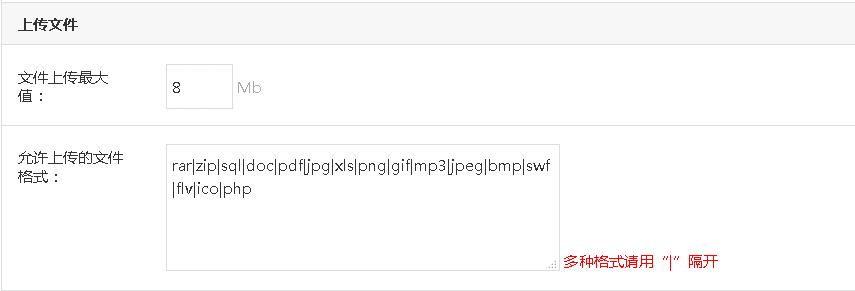 上传文件
文件上传最大
值：
8 Mb
允许上传的文件
格式：
rar|zip|sql|doc|pdf|jpg|xls|png|gif|mp3|jpeg|bmp|swf
|flv|ico|php
多种格式请用“|”隔开